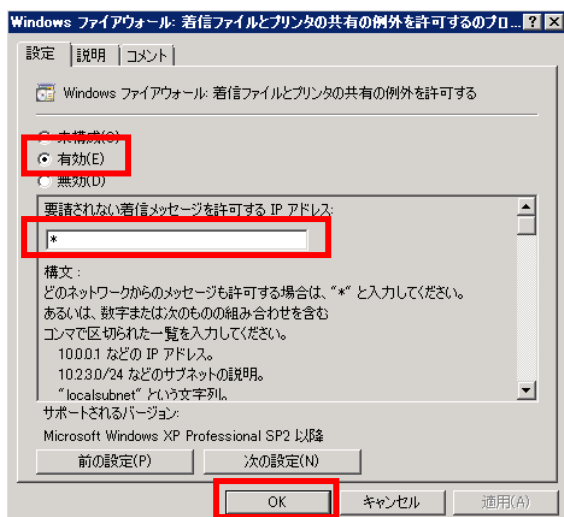 Windows ファイアウォール: 着信ファイルとプリンタの共有の例外を許可するのプロ...
設定 説明 コメント
Windows ファイアウォール: 着信ファイルとプリンタの共有の例外を許可する
未構成(C)
有効(E)
無効(D)
要請されない着信メッセージを許可する IP アドレス:
*
構文:
どのネットワークからのメッセージも許可する場合は、"*" と入力してください。
あるいは、数字または次のものの組み合わせを含む
コンマで区切られた一覧を入力してください。
10.0.0.1 などの IP アドレス。
10.2.3.0/24 などのサブネットの説明。
"localsubnet" という文字列。
サポートされるバージョン:
Microsoft Windows XP Professional SP2 以降
前の設定(P) 次の設定(N)
OK キャンセル 適用(A)